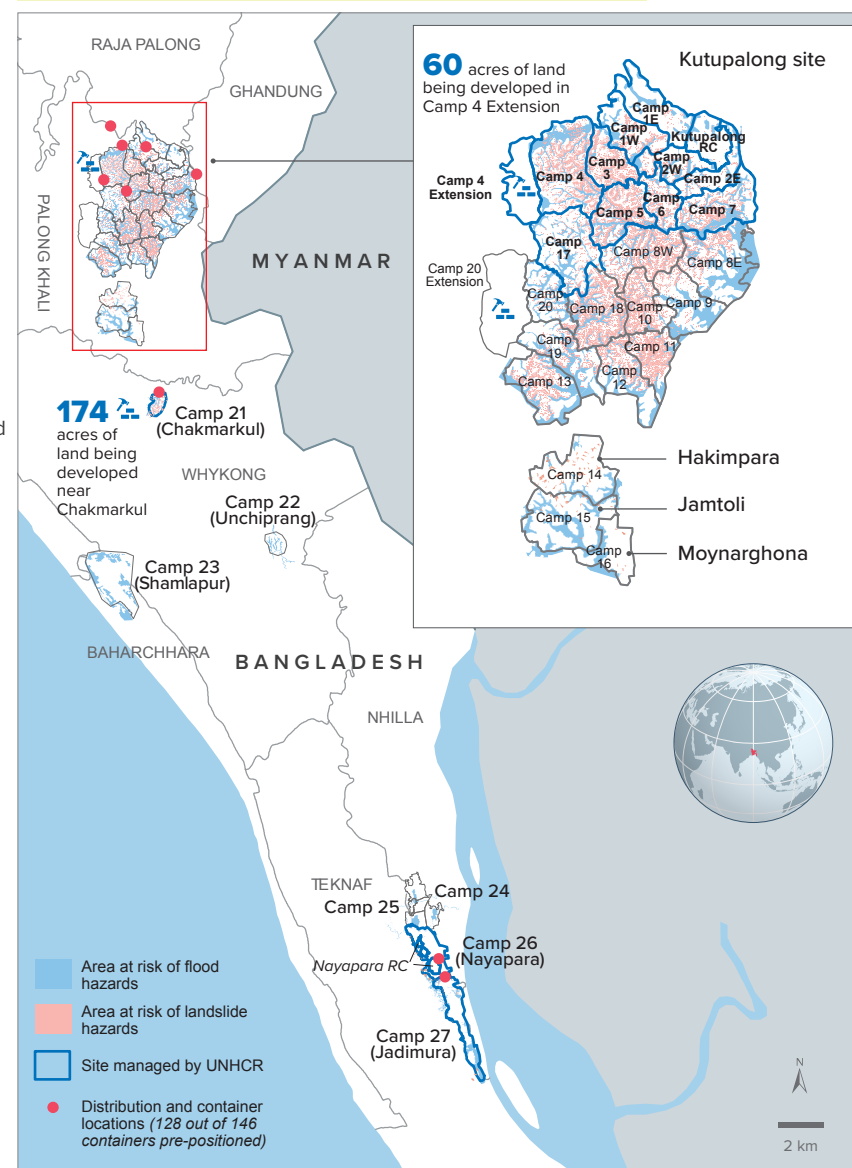 RAJA PALONG
GHANDUNG
PALONG KHALI
MYANMAR
60 acres of land
being developed in
Camp 4 Extension
Kutupalong site
Camp
1E
Camp
1W
Kutupalong
RC
Camp
2W
Camp 2E
Camp
3
Camp 4
Camp 4
Extension
Camp 5
Camp
6
Camp 7
Camp
17
Camp 8W
Camp 8E
Camp 20
Extension
Camp
20
Camp 18
Camp
10
Camp 9
Camp
19
Camp 11
Camp
12
Camp 13
Camp 14
Hakimpara
Camp 15
Jamtoli
Camp
16
Moynarghona
174
acres of
land being
developed
near
Chakmarkul
d
Camp 21
(Chakmarkul)
WHYKONG
Camp 22
(Unchiprang)
Camp 23
(Shamlapur)
BAHARCHHARA
BANGLADESH
NHILLA
TEKNAF
Camp 24
Camp 25
Camp 26
(Nayapara)
Nayapara RC
Camp 27
(Jadimura)
Area at risk of flood
hazards
Area at risk of landslide
hazards
Site managed by UNHCR
Distribution and container
locations (128 out of 146
containers pre-positioned)
N
2 km